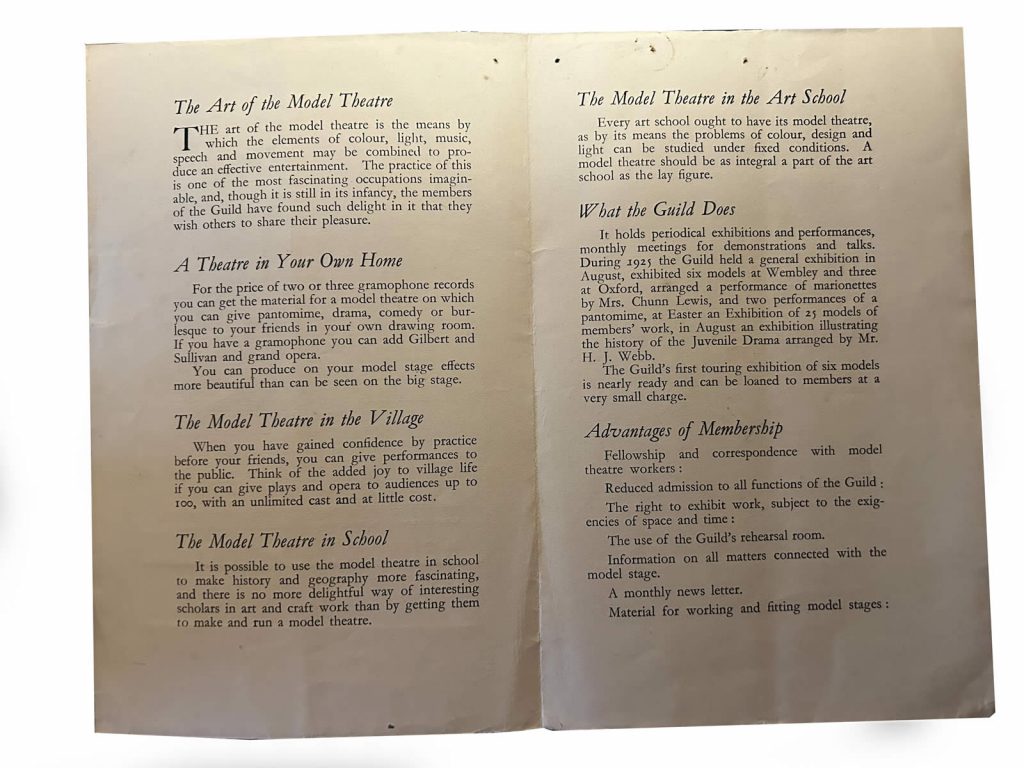 The Art of the Model Theatre
THE art of the model theatre is the means by
which the elements of colour, light, music,
speech and movement may be combined to pro-
duce an effective entertainment. The practice of this
is one of the most fascinating occupations imagin-
able, and, though it is still in its infancy, the members
of the Guild have found such delight in it that they
wish others to share their pleasure.
A Theatre in Your Own Home
For the price of two or three gramophone records
you can get the material for a model theatre on which
you can give pantomime, drama, comedy or bur-
lesque to your friends in your own drawing room.
If you have a gramophone you can add Gilbert and
Sullivan and grand opera.
You can produce on your model stage effects
more beautiful than can be seen on the big stage.
The Model Theatre in the Village
When you have gained confidence by practice
before your friends, you can give performances to
the public. Think of the added joy to village life
if you can give plays and opera to audiences up to
100, with an unlimited cast and at little cost.
The Model Theatre in School
It is possible to use the model theatre in school
to make history and geography more fascinating,
and there is no more delightful way of interesting
scholars in art and craft work than by getting them
to make and run a model theatre.
The Model Theatre in the Art School
Every art school ought to have its model theatre,
as by its means the problems of colour, design and
light can be studied under fixed conditions. A
model theatre should be as integral a part of the art
school as the lay figure.
What the Guild Does
It holds periodical exhibitions and performances,
monthly meetings for demonstrations and talks.
During 1925 the Guild held a general exhibition in
August, exhibited six models at Wembley and three
at Oxford, arranged a performance of marionettes
by Mrs. Chunn Lewis, and two performances of a
pantomime, at Easter an Exhibition of 25 models of
members' work, in August an exhibition illustrating
the history of the Juvenile Drama arranged by Mr.
H. J. Webb.
The Guild's first touring exhibition of six models
is nearly ready and can be loaned to members at a
very small charge.
Advantages of Membership
Fellowship and correspondence with model
theatre workers :
Reduced admission to all functions of the Guild :
The right to exhibit work, subject to the exig-
encies of space and time :
The use of the Guild's rehearsal room.
Information on all matters connected with the
model stage.
A monthly news letter.
Material for working and fitting model stages :